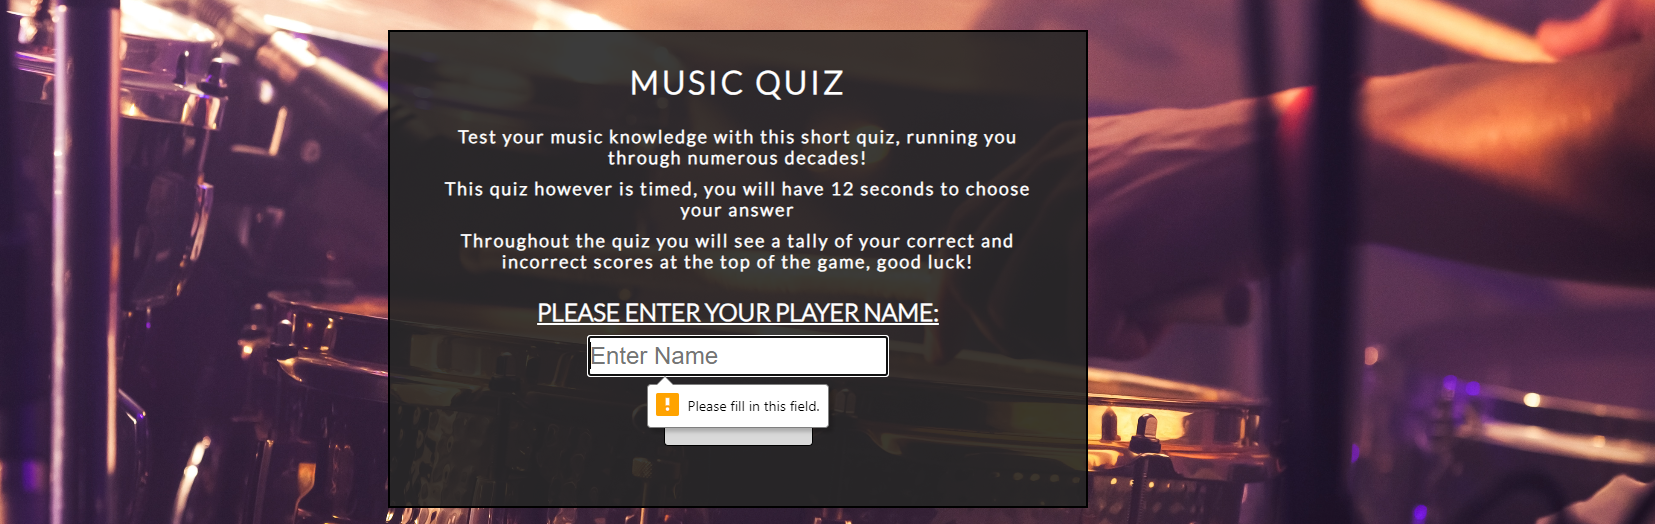 MUSIC QUIZ
Test your music knowledge with this short quiz, running you
through numerous decades!
This quiz however is timed, you will have 12 seconds to choose
your answer
Throughout the quiz you will see a tally of your correct and
incorrect scores at the top of the game, good luck!
PLEASE ENTER YOUR PLAYER NAME:
Enter Name
Please fill in this field.